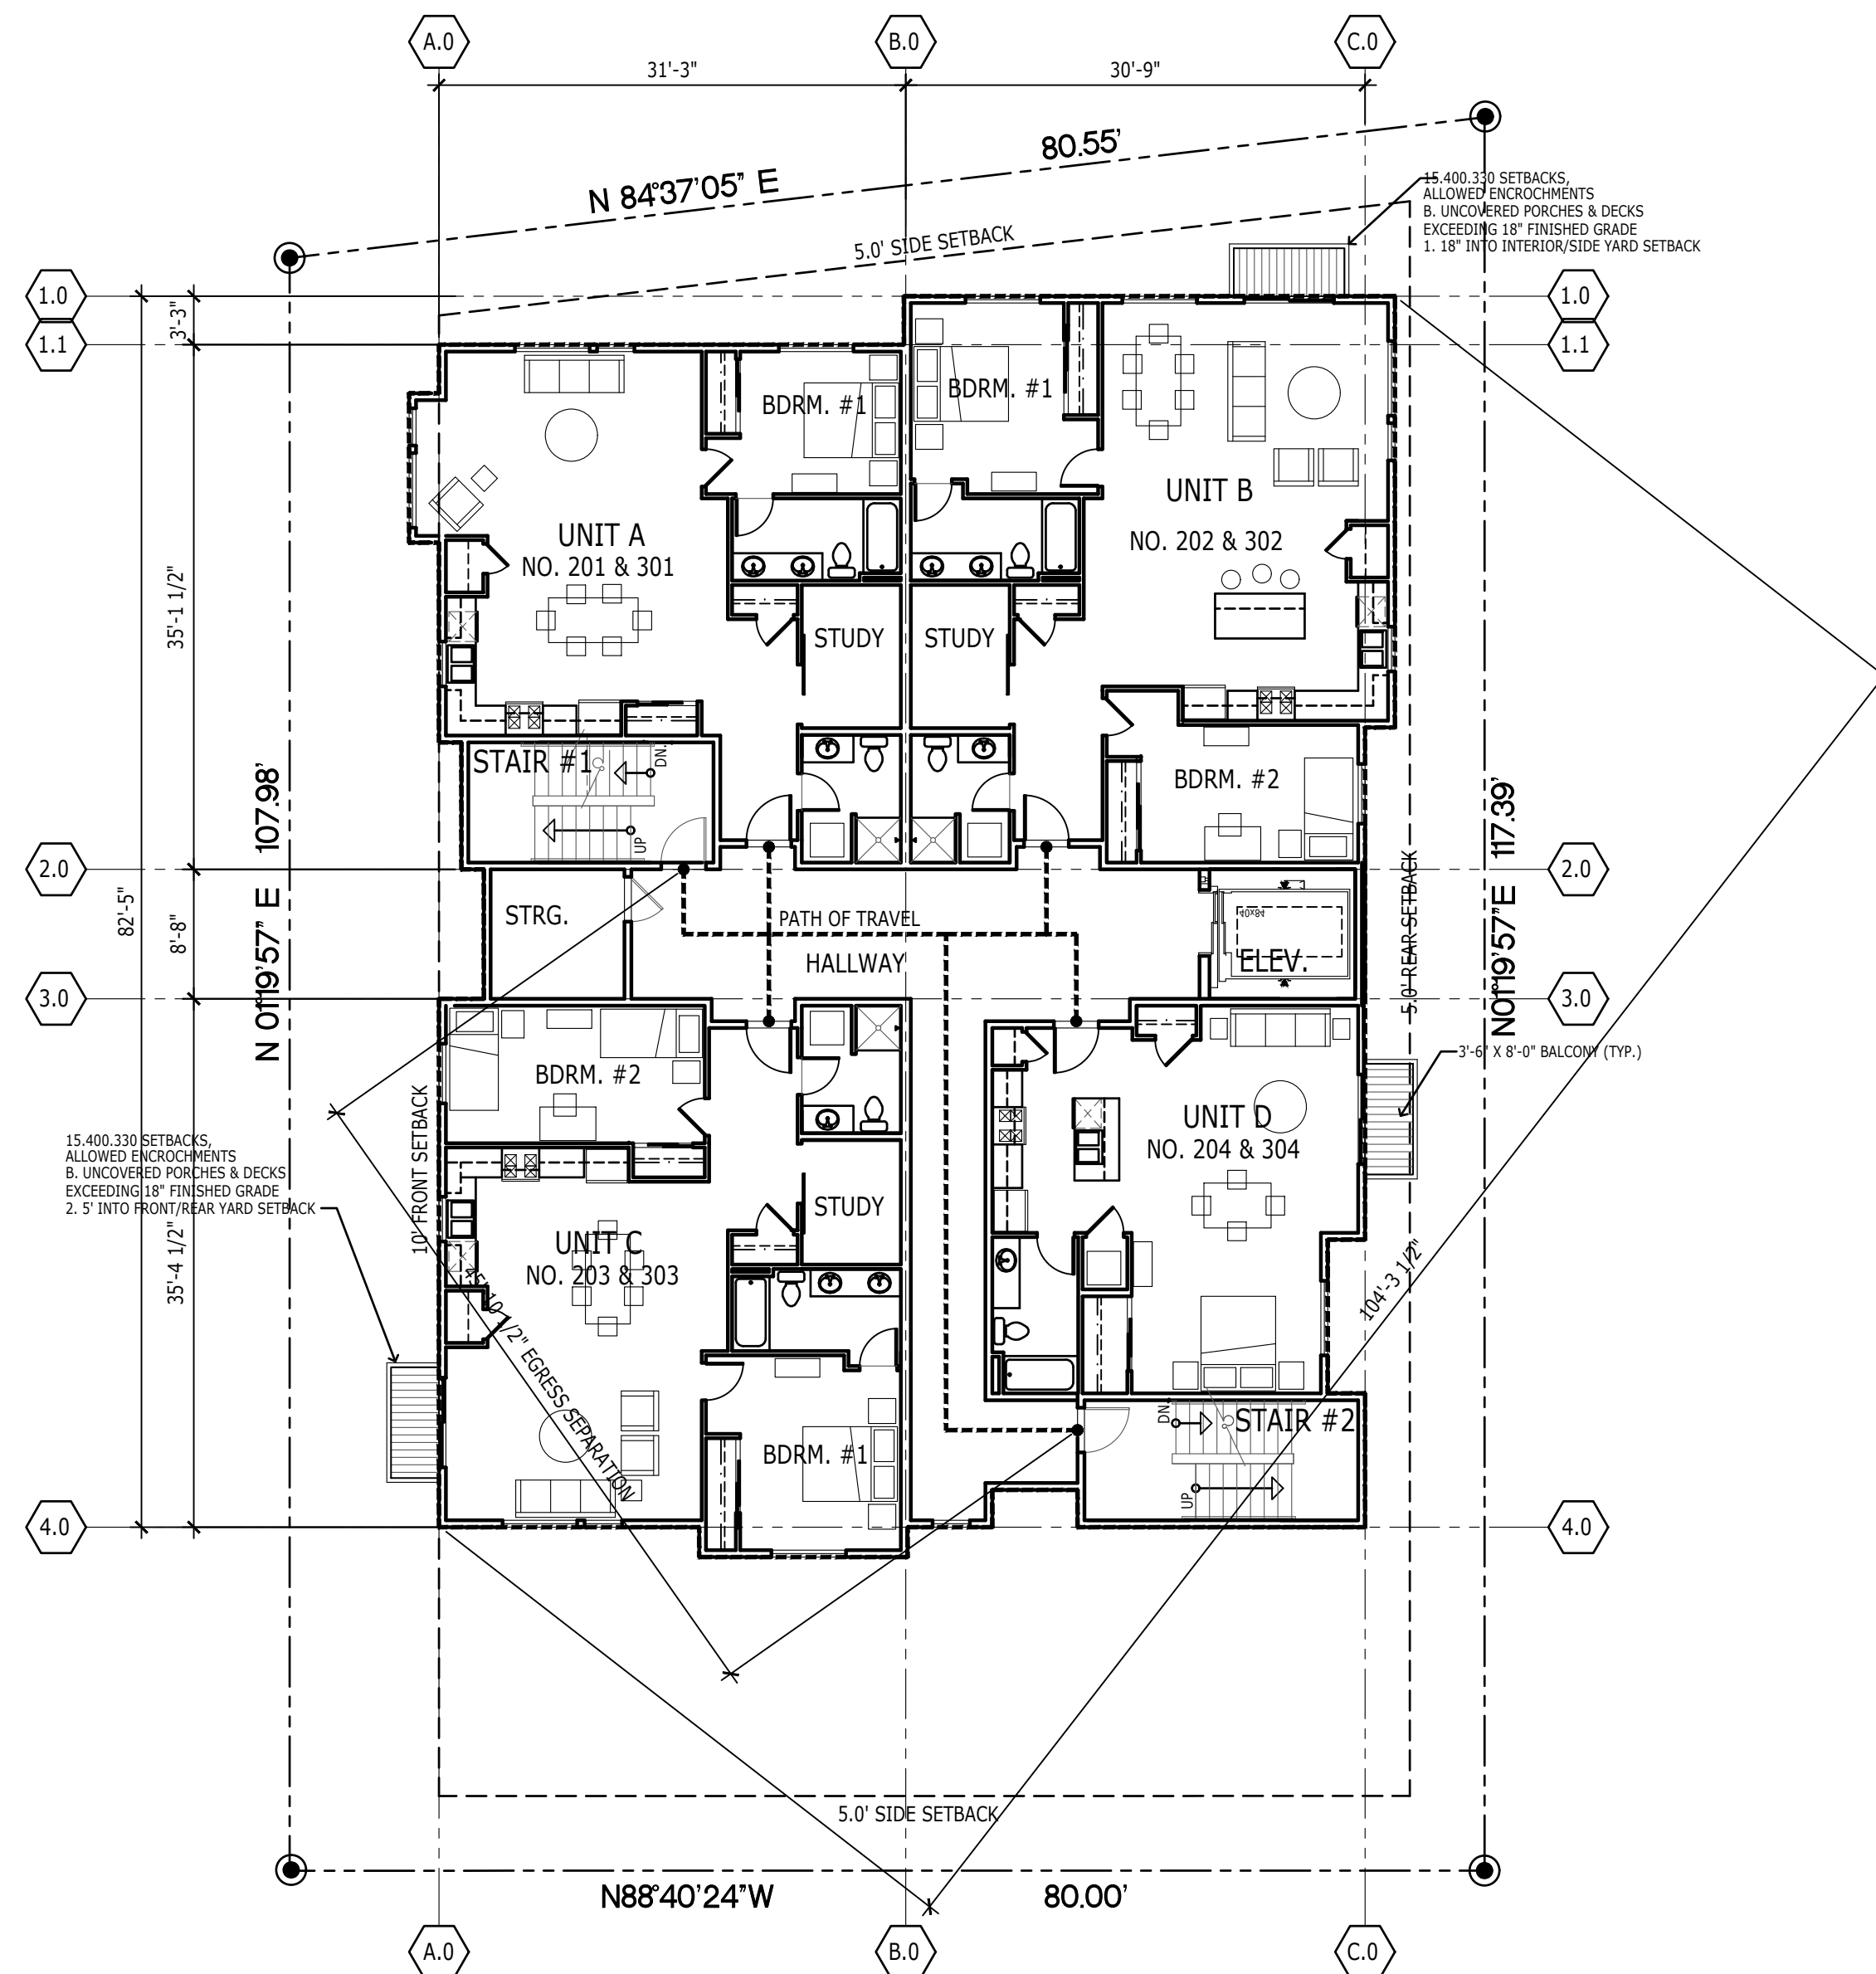 A.0
B.0
C.0
31'-3"
30'-9"
N 84°37'05" E
80.55'
5.0' SIDE SETBACK
15.400.330 SETBACKS,
ALLOWED ENCROCHMENTS
B. UNCOVERED PORCHES & DECKS
EXCEEDING 18" FINISHED GRADE
1. 18" INTO INTERIOR/SIDE YARD SETBACK
1.0
1.0
3'-3"
1.1
1.1
BDRM. #1
BDRM. #1
UNIT B
NO. 202 & 302
UNIT A
NO. 201 & 301
35'-1 1/2"
STUDY
STUDY
STAIR #1
DN.
UP
BDRM. #2
N 01°19'57" E 107.98'
N01°19'57"E 117.39'
2.0
2.0
82'-5"
8'-8"
STRG.
PATH OF TRAVEL
HALLWAY
40x84
ELEV.
5.0' REAR SETBACK
3.0
3.0
3'-6" X 8'-0" BALCONY (TYP.)
BDRM. #2
10' FRONT SETBACK
UNIT D
NO. 204 & 304
15.400.330 SETBACKS,
ALLOWED ENCROCHMENTS
B. UNCOVERED PORCHES & DECKS
EXCEEDING 18" FINISHED GRADE
2. 5' INTO FRONT/REAR YARD SETBACK
STUDY
UNIT C
NO. 203 & 303
35'-4 1/2"
45'-10 1/2" EGRESS SEPARATION
104'-3 1/2"
DN.
STAIR #2
UP
BDRM. #1
4.0
4.0
5.0' SIDE SETBACK
N88°40'24"W
80.00'
A.0
B.0
C.0